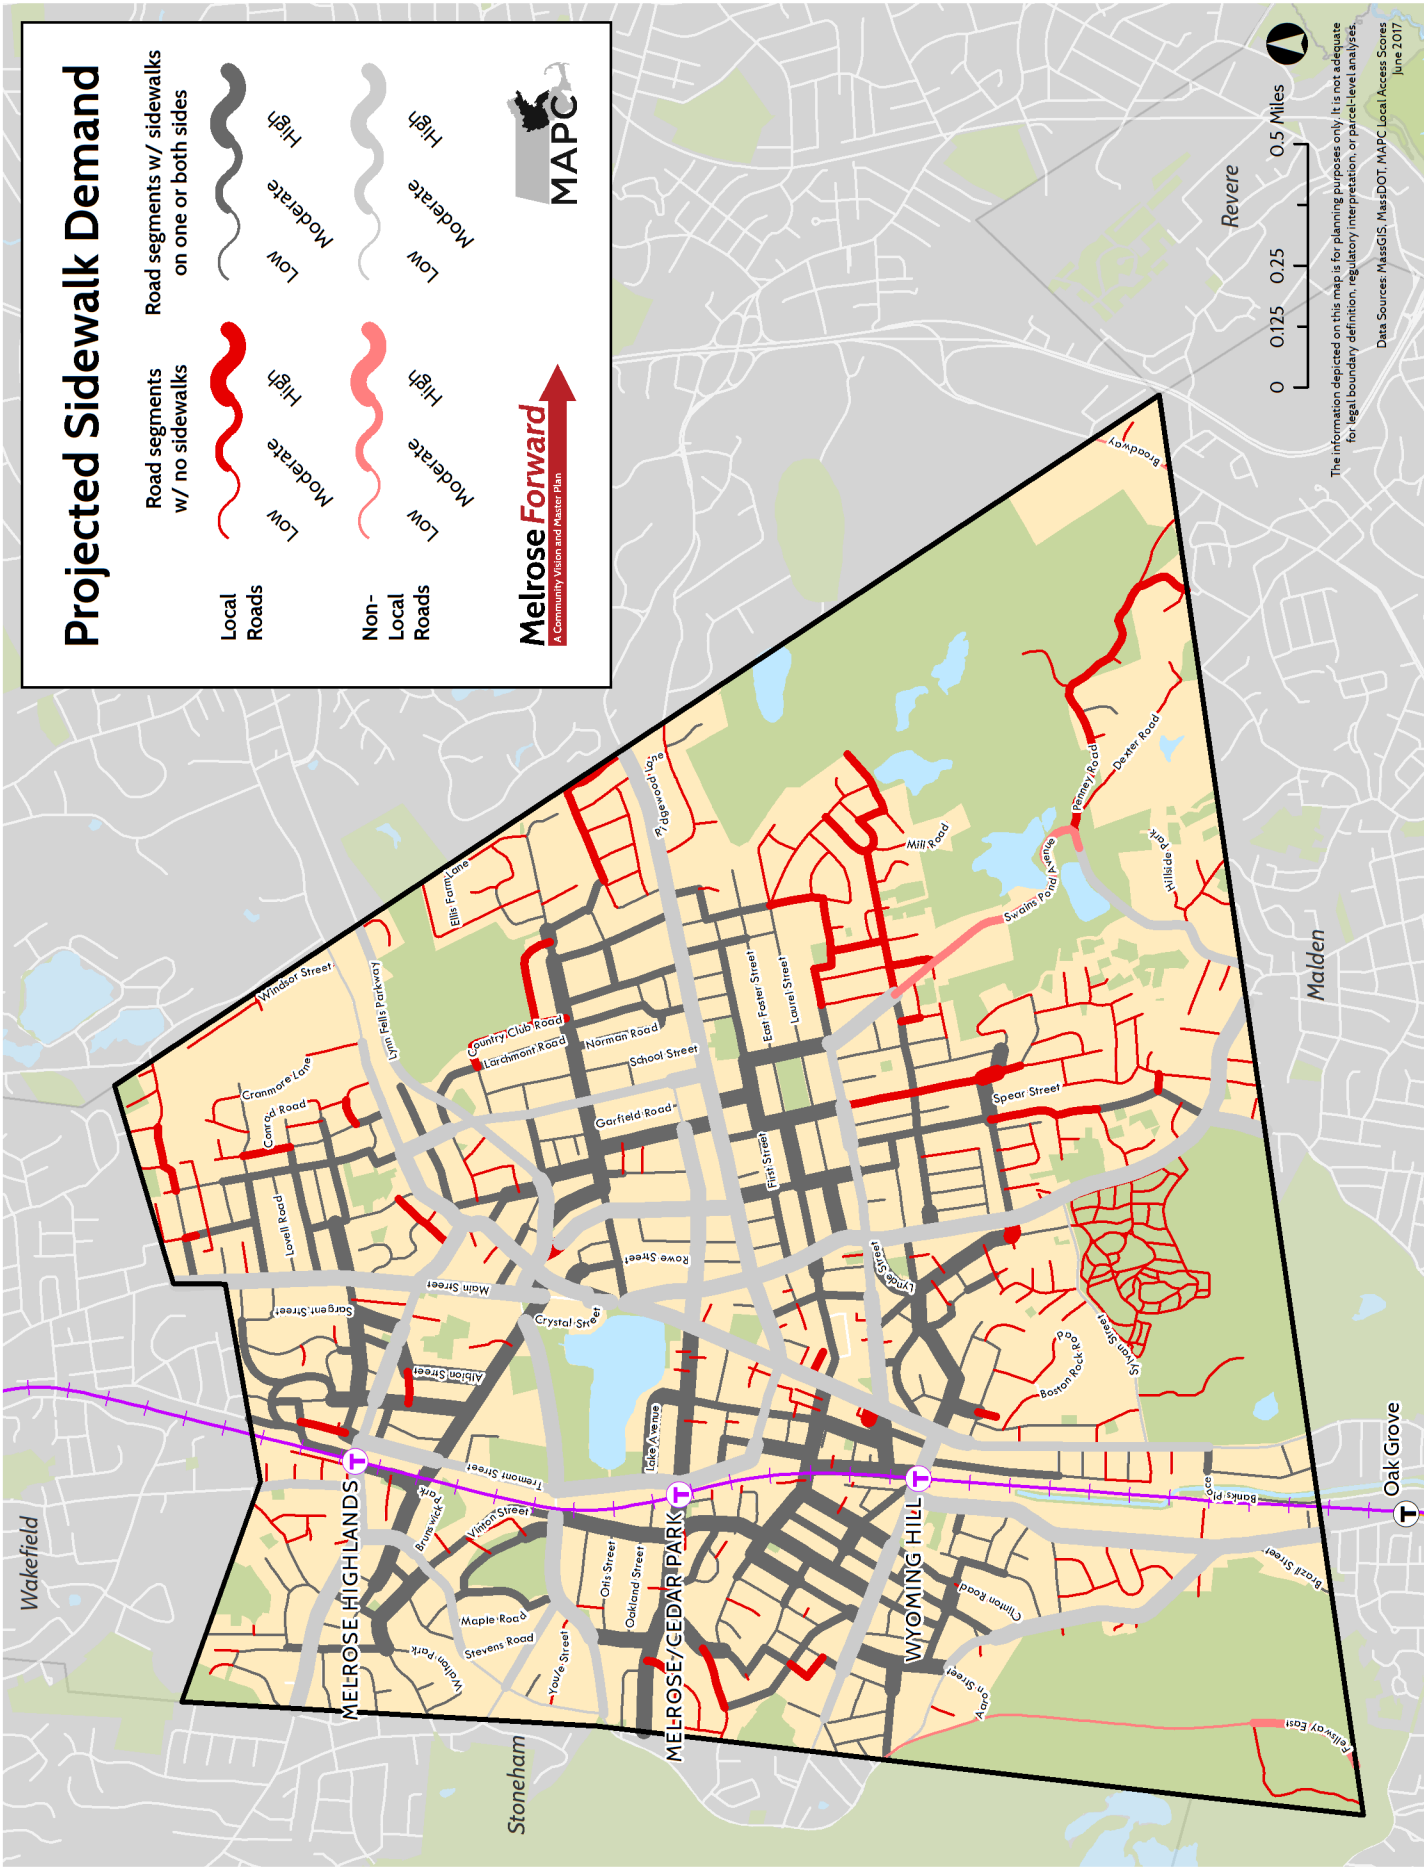 Projected Sidewalk Demand
Road segments
w/ no sidewalks
Road segments w/ sidewalks
on one or both sides
Local
Roads
Low
Moderate
High
Low
Moderate
High
Non-
Local
Roads
Low
Moderate
High
Low
Moderate
High
Melrose Forward
A Community Vision and Master Plan
MAPC
Wakefield
Stoneham
Malden
Revere
MELROSE HIGHLANDS
T
MELROSE/CEDAR PARK
T
WYOMING HILL
T
Oak Grove
T
Windsor Street
Lynn Fells Parkway
Ellis Farm Lane
Ridgewood Lane
Cranmore Lane
Conrod Road
Lovell Road
Country Club Road
Larchmont Road
Norman Road
School Street
Garfield Road
East Foster Street
Laurel Street
First Street
Mill Road
Swains Pond Avenue
Penney Road
Dexter Road
Broadway
Hillside Park
Spear Street
Main Street
Sargent Street
Albion Street
Crystal Street
Rowe Street
Lynde Street
Boston Rock Road
Sylvan Street
Lake Avenue
Tremont Street
Brunswick Park
Vinton Street
Maple Road
Stevens Road
Walton Park
Youle Street
Otis Street
Oakland Street
Clinton Road
Aaron Street
Banks Place
Brazil Street
Fellsway East
0
0.125
0.25
0.5 Miles
The information depicted on this map is for planning purposes only. It is not adequate
for legal boundary definition, regulatory interpretation, or parcel-level analyses.
Data Sources: MassGIS, MassDOT, MAPC Local Access Scores
June 2017